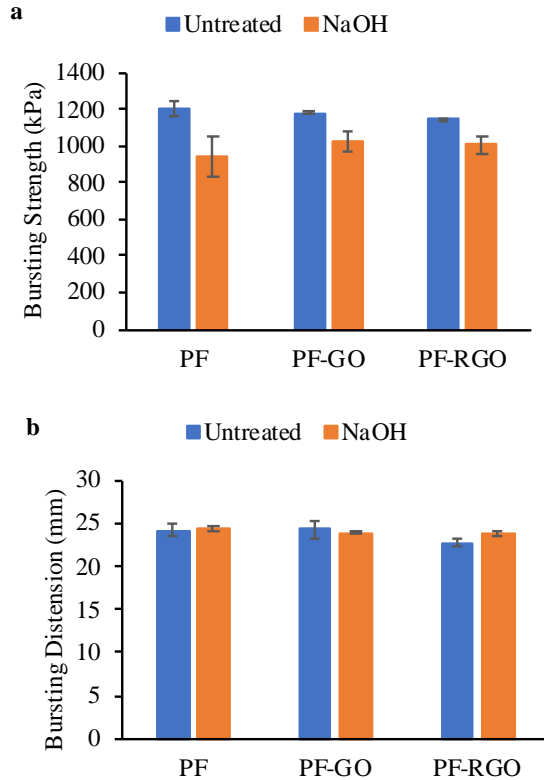 a
Untreated NaOH
Bursting Strength (kPa)
1400
1200
1000
800
600
400
200
0
PF PF-GO PF-RGO
b
Untreated NaOH
Bursting Distension (mm)
30
25
20
15
10
5
0
PF PF-GO PF-RGO